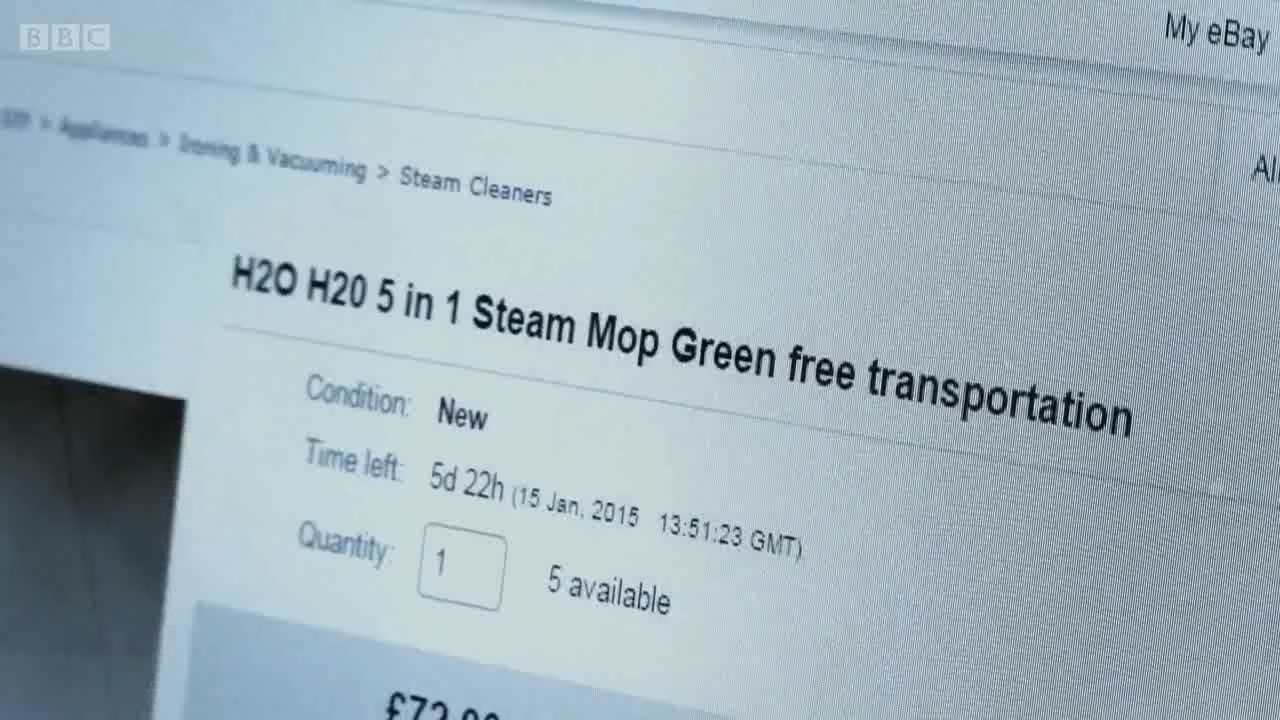 BBC
My eBay
> Appliances > Ironing & Vacuuming > Steam Cleaners
H2O H20 5 in 1 Steam Mop Green free transportation
Condition: New
Time left: 5d 22h (15 Jan, 2015 13:51:23 GMT)
Quantity: 1 5 available